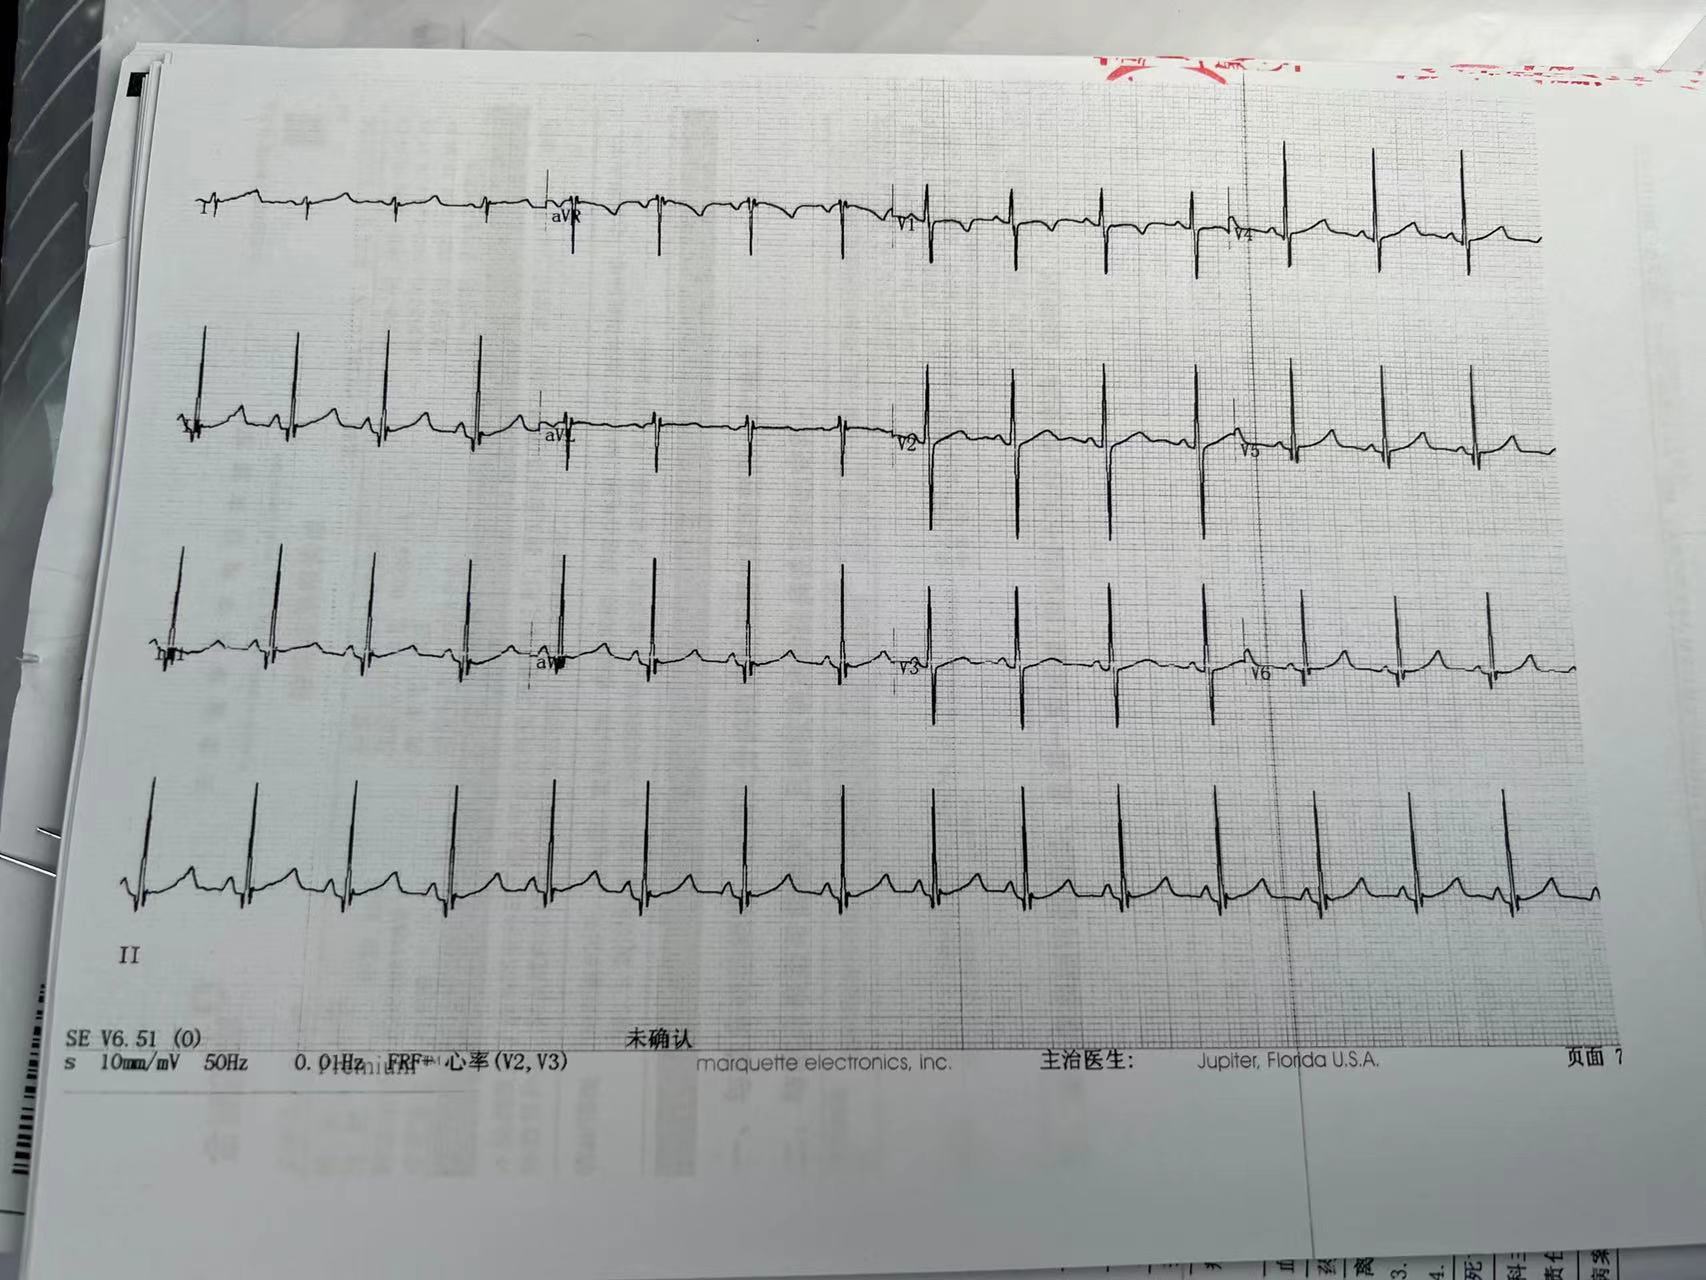 I aVR V1 V4
aVL V2 V5
aVF V3 V6
II
SE V6.51 (0) 未确认
s 10mm/mV 50Hz 0.01Hz FRF+ 心率(V2,V3) marquette electronics, inc. 主治医生: Jupiter, Florida U.S.A. 页面
Premium